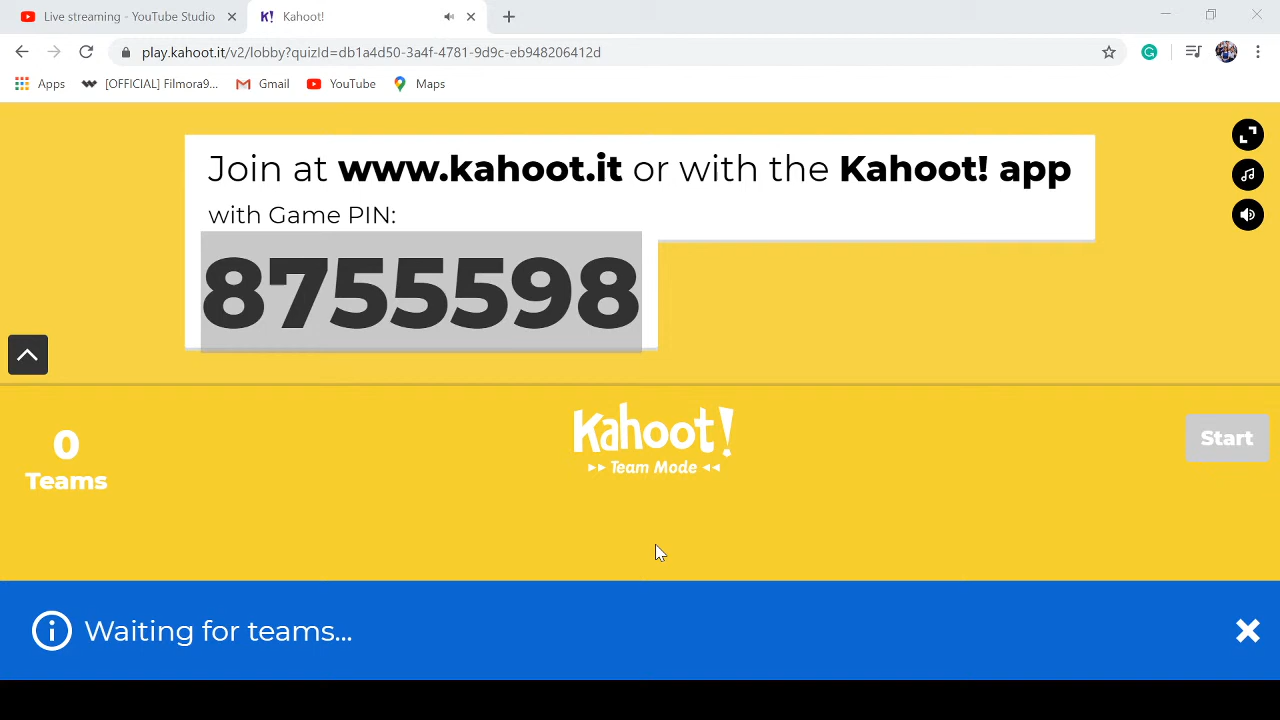 Live streaming - YouTube Studio
K! Kahoot!
play.kahoot.it/v2/lobby?quizId=db1a4d50-3a4f-4781-9d9c-eb948206412d
Apps [OFFICIAL] Filmora9... Gmail YouTube Maps
Join at www.kahoot.it or with the Kahoot! app
with Game PIN:
8755598
0
Teams
Kahoot!
Team Mode
Start
Waiting for teams...